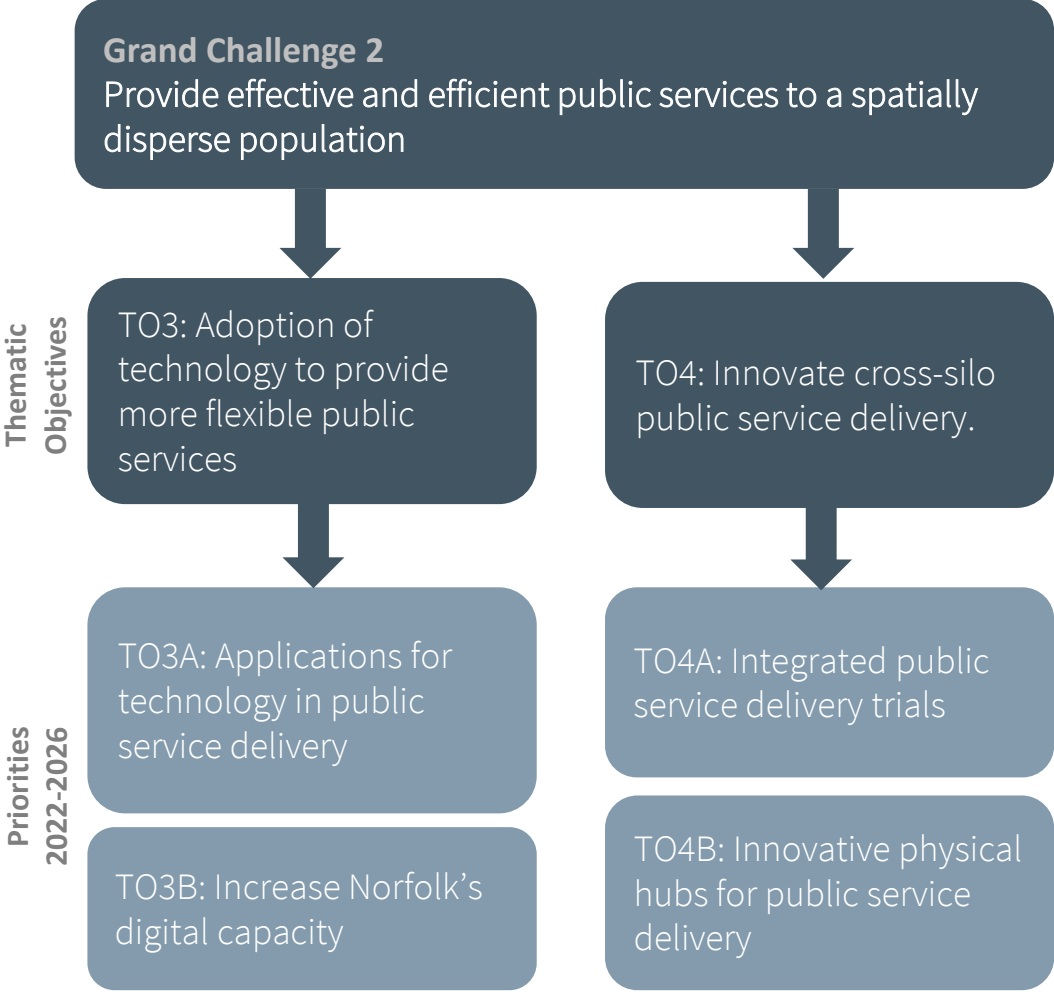 Grand Challenge 2
Provide effective and efficient public services to a spatially
disperse population
Thematic
Objectives
TO3: Adoption of
technology to provide
more flexible public
services
TO4: Innovate cross-silo
public service delivery.
Priorities
2022-2026
TO3A: Applications for
technology in public
service delivery
TO4A: Integrated public
service delivery trials
TO3B: Increase Norfolk’s
digital capacity
TO4B: Innovative physical
hubs for public service
delivery